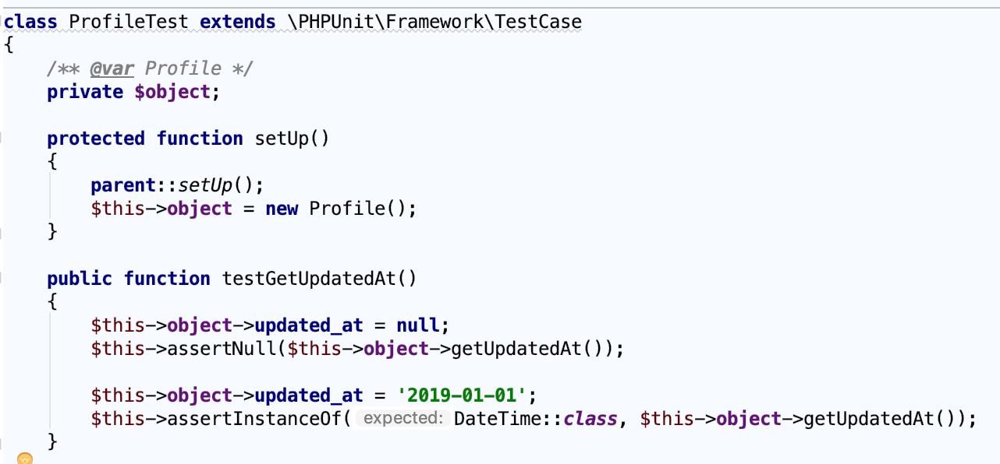 class ProfileTest extends \PHPUnit\Framework\TestCase
{
    /** @var Profile */
    private $object;

    protected function setUp()
    {
        parent::setUp();
        $this->object = new Profile();
    }

    public function testGetUpdatedAt()
    {
        $this->object->updated_at = null;
        $this->assertNull($this->object->getUpdatedAt());

        $this->object->updated_at = '2019-01-01';
        $this->assertInstanceOf( expected: DateTime::class, $this->object->getUpdatedAt());
    }